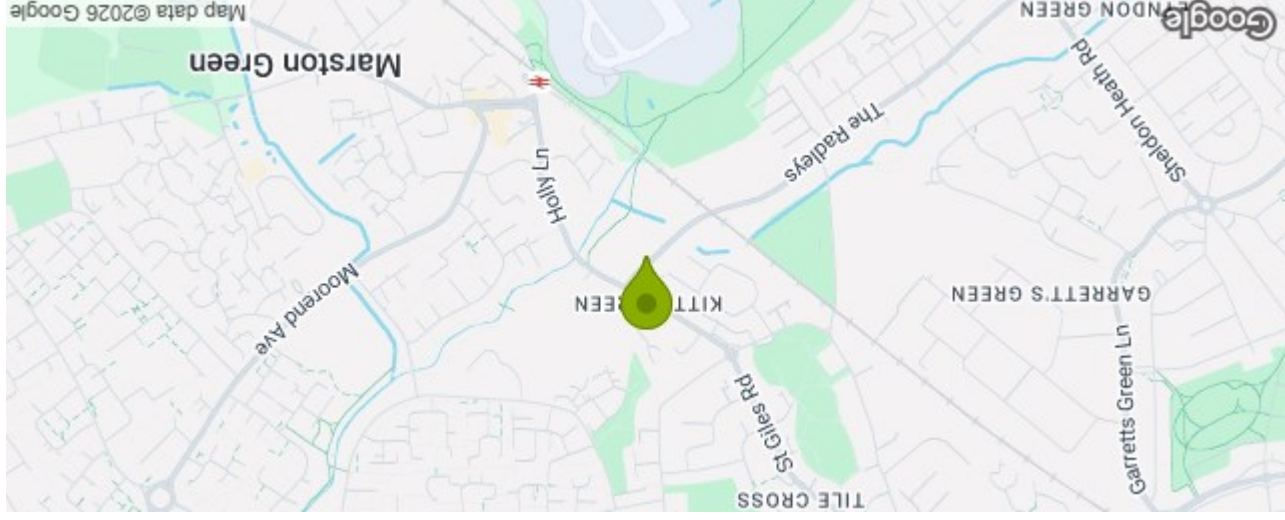 TILE CROSS
St Giles Rd
Garretts Green Ln
Moorend Ave
GARRETT'S GREEN
Holly Ln
Sheldon Heath Rd
The Radleys
Marston Green
GREEN
Google
Map data ©2026 Google